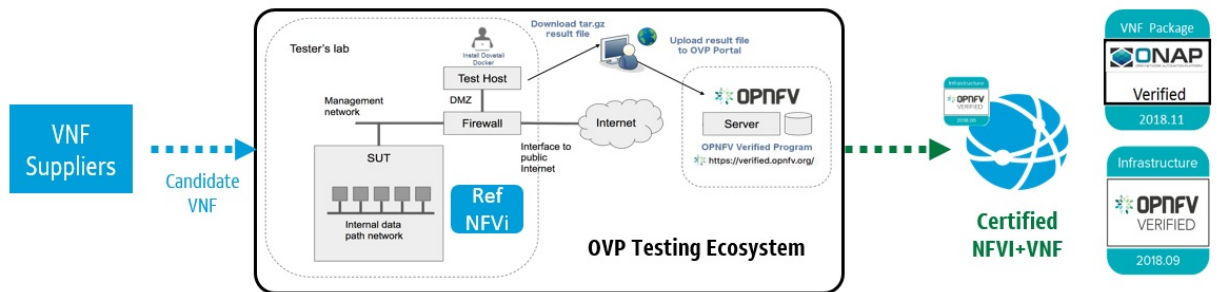 VNF
Suppliers
Candidate
VNF
Tester's lab
Install Dovetail
Docker
Test Host
DMZ
Management
network
Firewall
Internet
Interface to
public
Internet
SUT
Internal data
path network
Ref
NFVi
Download tar.gz
result file
Upload result file
to OVP Portal
OPNFV
Server
OPNFV Verified Program
https://verified.opnfv.org/
OVP Testing Ecosystem
Infrastructure
OPNFV
VERIFIED
2018.09
Certified
NFVI+VNF
VNF Package
ONAP
Verified
2018.11
Infrastructure
OPNFV
VERIFIED
2018.09